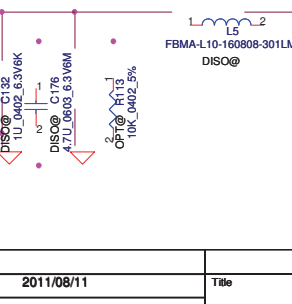 1 2
L5
FBMA-L10-160808-301LM
DISO@
DISO@ C132
1U_0402_6.3V6K
1
2
DISO@ C176
4.7U_0603_6.3V6M
1
2
OPT@ R113
10K_0402_5%
2011/08/11
Title